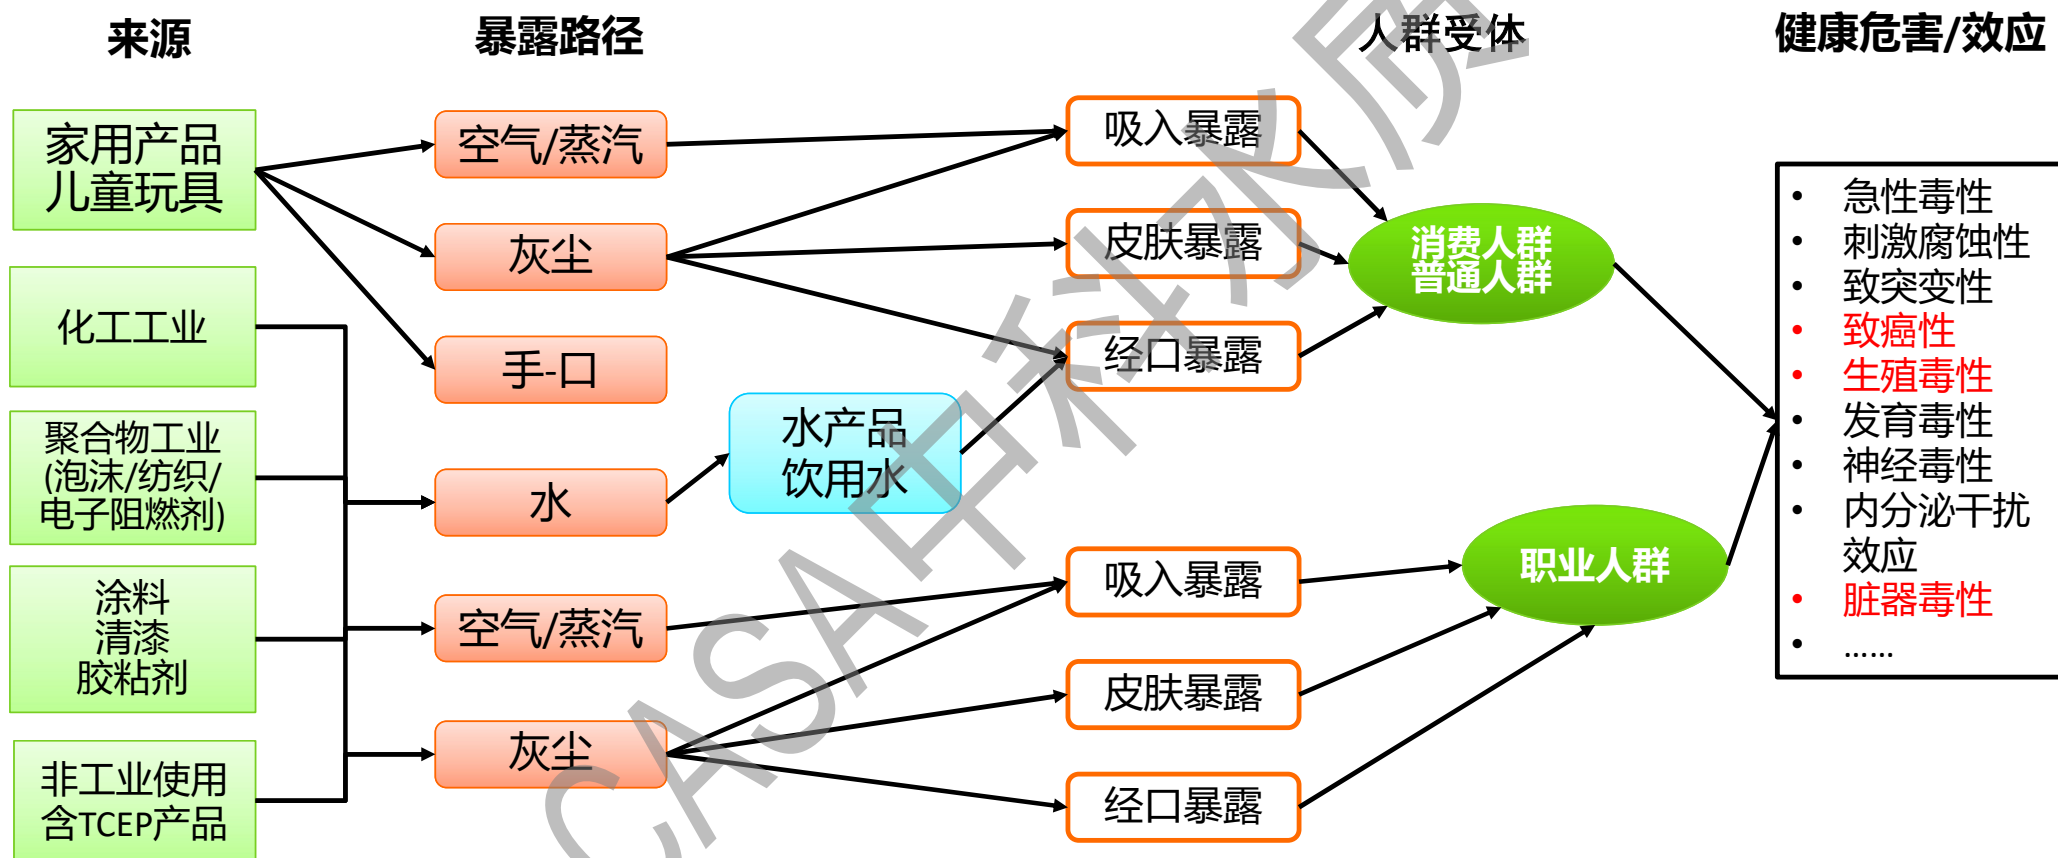 来源
暴露路径
人群受体
健康危害/效应
家用产品
儿童玩具
化工工业
聚合物工业
(泡沫/纺织/
电子阻燃剂)
涂料
清漆
胶粘剂
非工业使用
含TCEP产品
空气/蒸汽
灰尘
手-口
水
空气/蒸汽
灰尘
水产品
饮用水
吸入暴露
皮肤暴露
经口暴露
吸入暴露
皮肤暴露
经口暴露
消费人群
普通人群
职业人群
• 急性毒性
• 刺激腐蚀性
• 致突变性
• 致癌性
• 生殖毒性
• 发育毒性
• 神经毒性
• 内分泌干扰
效应
• 脏器毒性
• ......
CASA中科水质